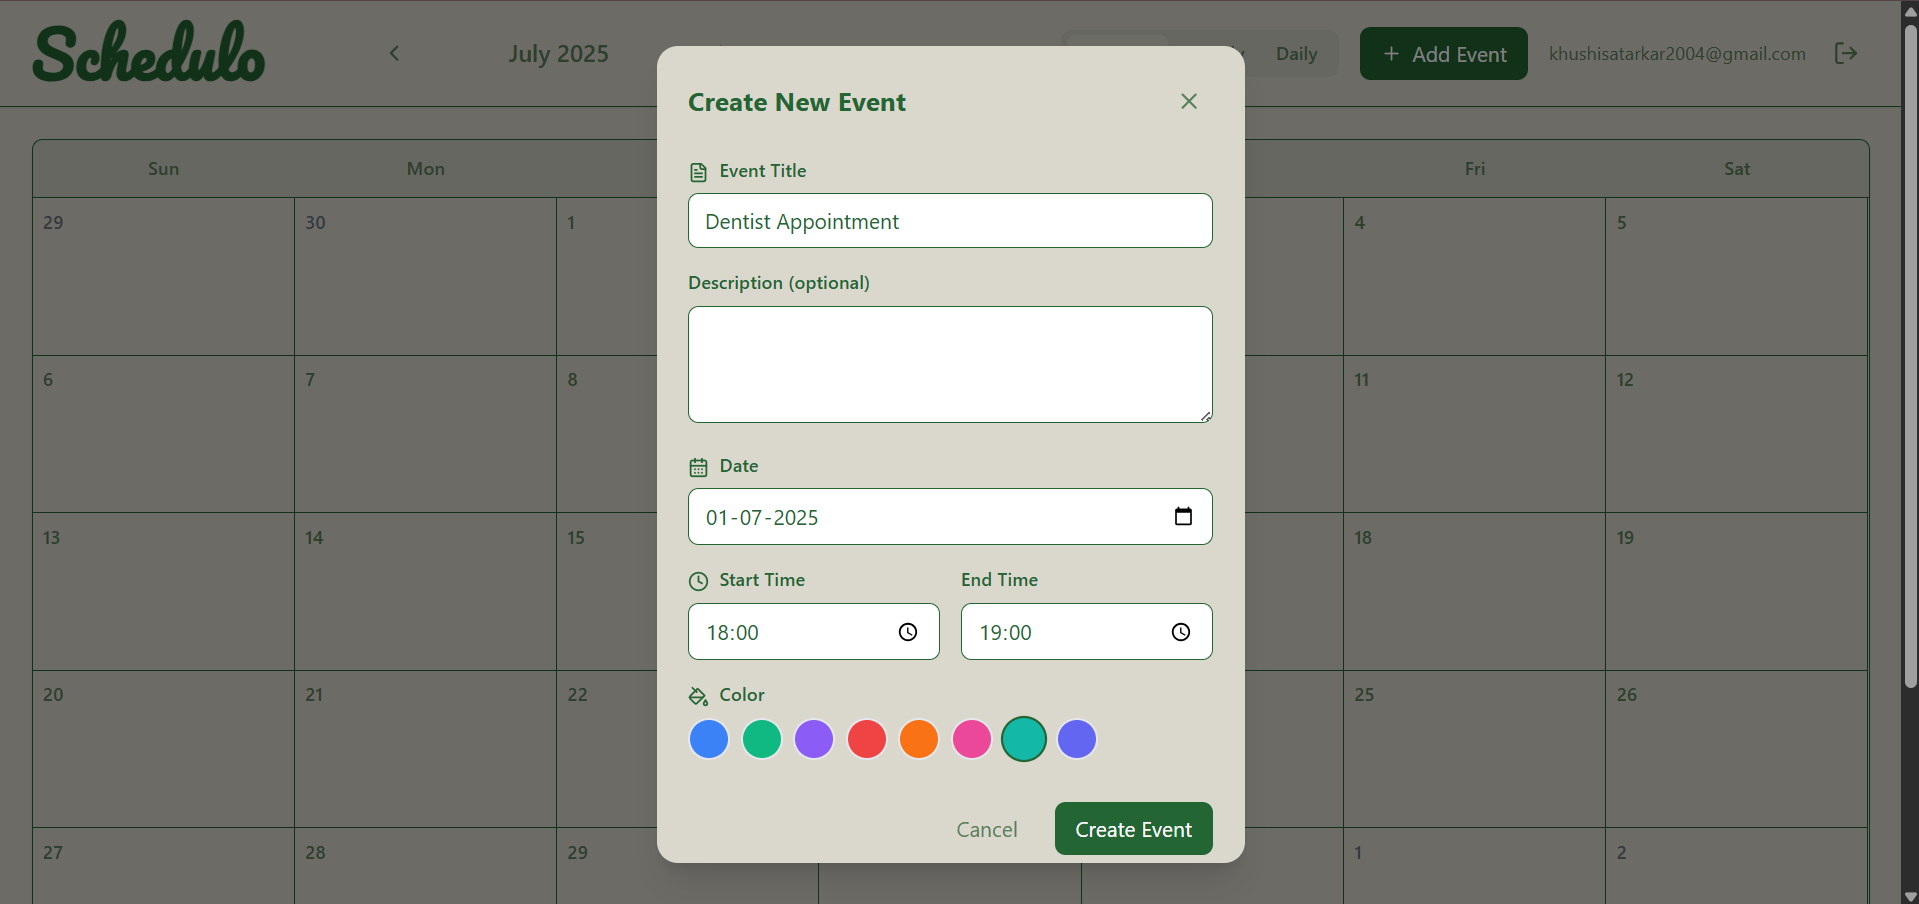 Schedulo
July 2025
Daily
+ Add Event
khushisatarkar2004@gmail.com
Create New Event
Sun
Mon
Fri
Sat
Event Title
Dentist Appointment
29
30
1
4
5
Description (optional)
6
7
8
11
12
Date
01-07-2025
13
14
15
18
19
Start Time
End Time
18:00
19:00
20
21
22
25
26
Color
Cancel
Create Event
27
28
29
1
2